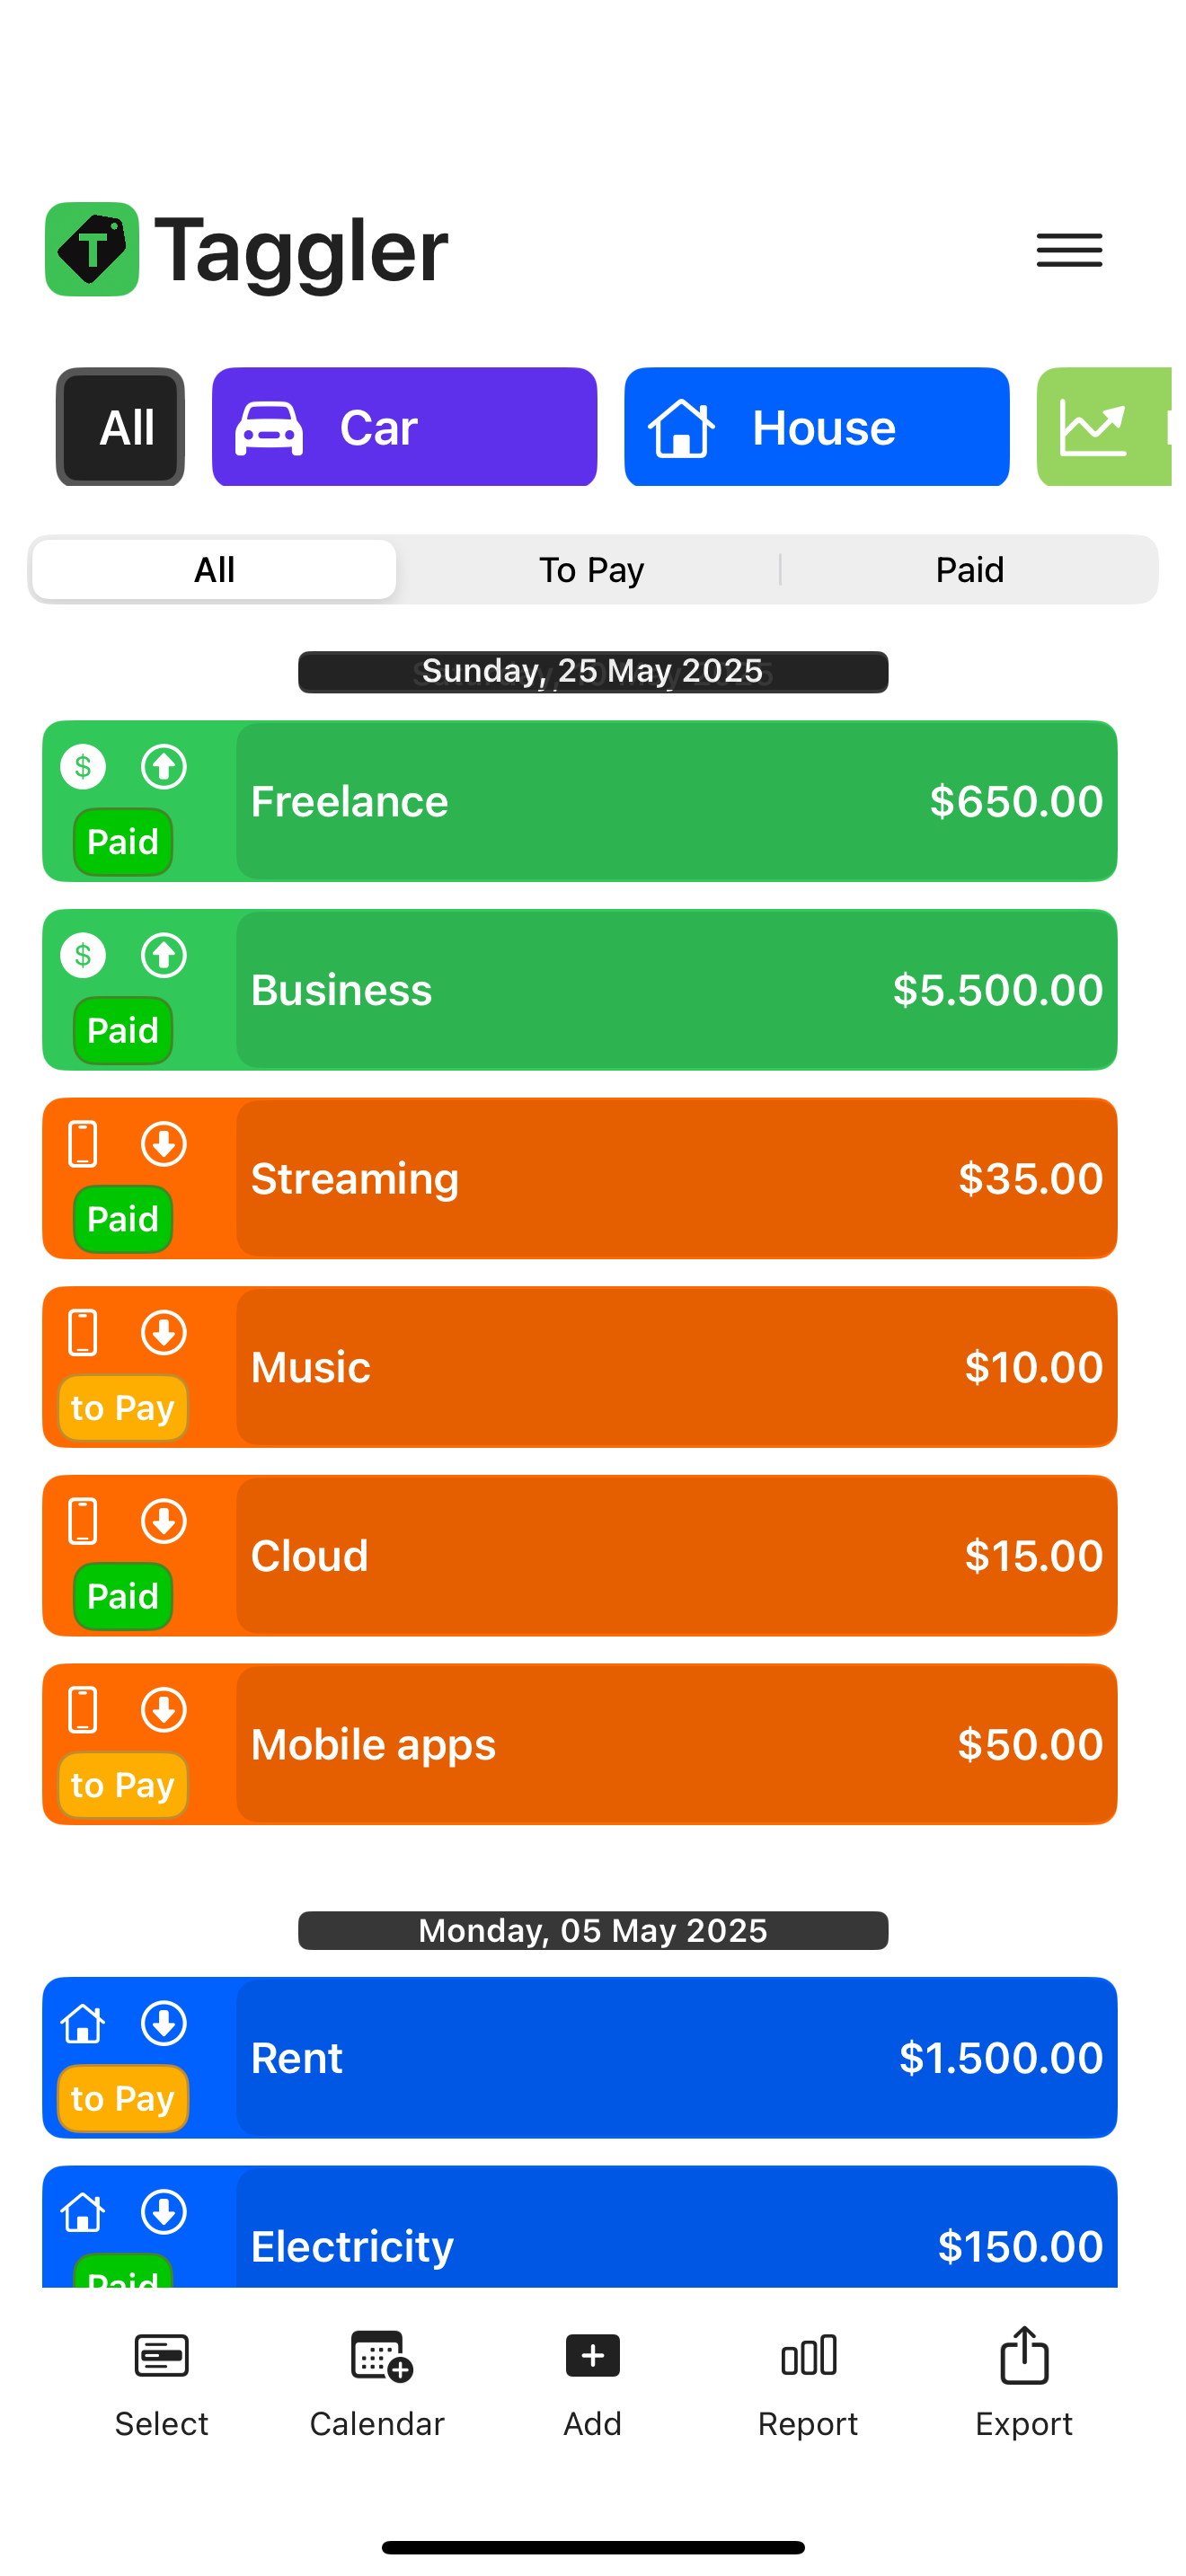 T Taggler
All Car House
All To Pay Paid
Sunday, 25 May 2025
$
Freelance $650.00
Paid
$
Business $5.500.00
Paid
Streaming $35.00
Paid
Music $10.00
to Pay
Cloud $15.00
Paid
Mobile apps $50.00
to Pay
Monday, 05 May 2025
Rent $1.500.00
to Pay
Electricity $150.00
Paid
Select Calendar Add Report Export